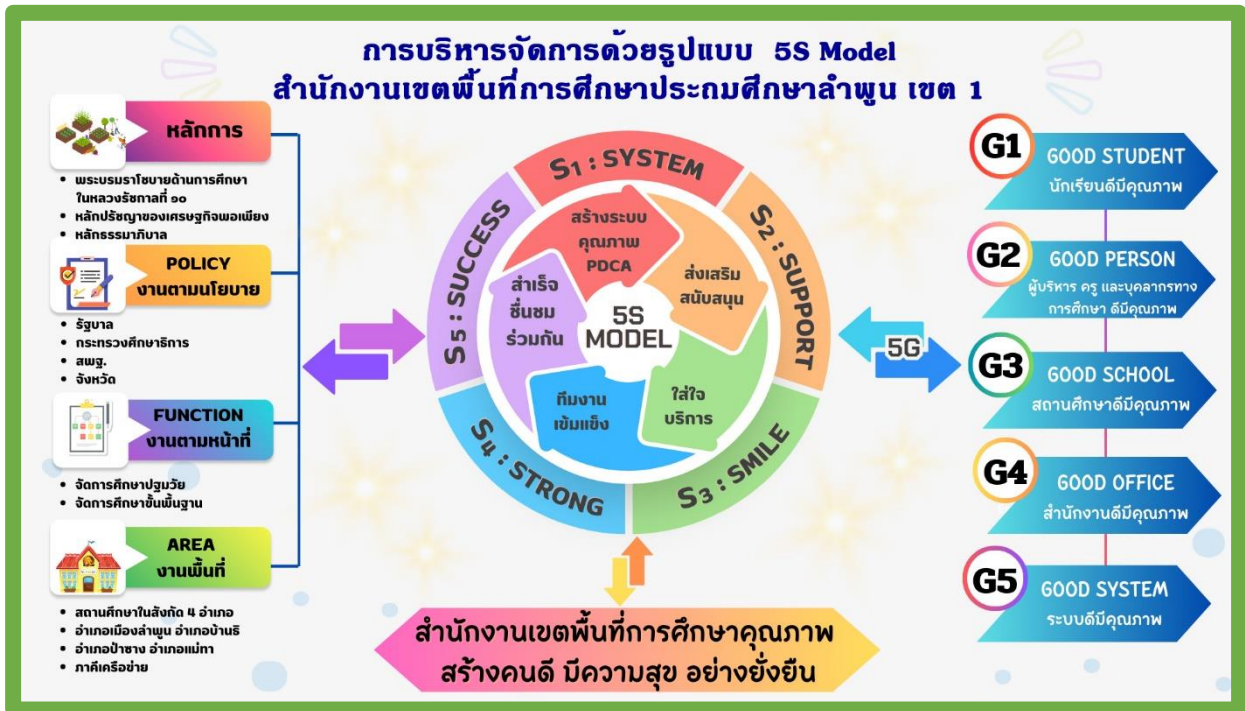 การบริหารจัดการด้วยรูปแบบ 5S Model
สำนักงานเขตพื้นที่การศึกษาประถมศึกษาลำพูน เขต 1
หลักการ
• พระบรมราโชบายด้านการศึกษา
ในหลวงรัชกาลที่ ๑๐
• หลักปรัชญาของเศรษฐกิจพอเพียง
• หลักธรรมาภิบาล
POLICY
งานตามนโยบาย
• รัฐบาล
• กระทรวงศึกษาธิการ
• สพฐ.
• จังหวัด
FUNCTION
งานตามหน้าที่
• จัดการศึกษาปฐมวัย
• จัดการศึกษาขั้นพื้นฐาน
AREA
งานพื้นที่
• สถานศึกษาในสังกัด 4 อำเภอ
• อำเภอเมืองลำพูน อำเภอบ้านธิ
• อำเภอป่าซาง อำเภอแม่ทา
• ภาคีเครือข่าย
S1 : SYSTEM
สร้างระบบ
คุณภาพ
PDCA
S2 : SUPPORT
ส่งเสริม
สนับสนุน
S3 : SMILE
ใส่ใจ
บริการ
S4 : STRONG
ทีมงาน
เข้มแข็ง
S5 : SUCCESS
สำเร็จ
ชื่นชม
ร่วมกัน
5S
MODEL
5G
สำนักงานเขตพื้นที่การศึกษาคุณภาพ
สร้างคนดี มีความสุข อย่างยั่งยืน
G1
GOOD STUDENT
นักเรียนดีมีคุณภาพ
G2
GOOD PERSON
ผู้บริหาร ครู และบุคลากรทาง
การศึกษา ดีมีคุณภาพ
G3
GOOD SCHOOL
สถานศึกษาดีมีคุณภาพ
G4
GOOD OFFICE
สำนักงานดีมีคุณภาพ
G5
GOOD SYSTEM
ระบบดีมีคุณภาพ